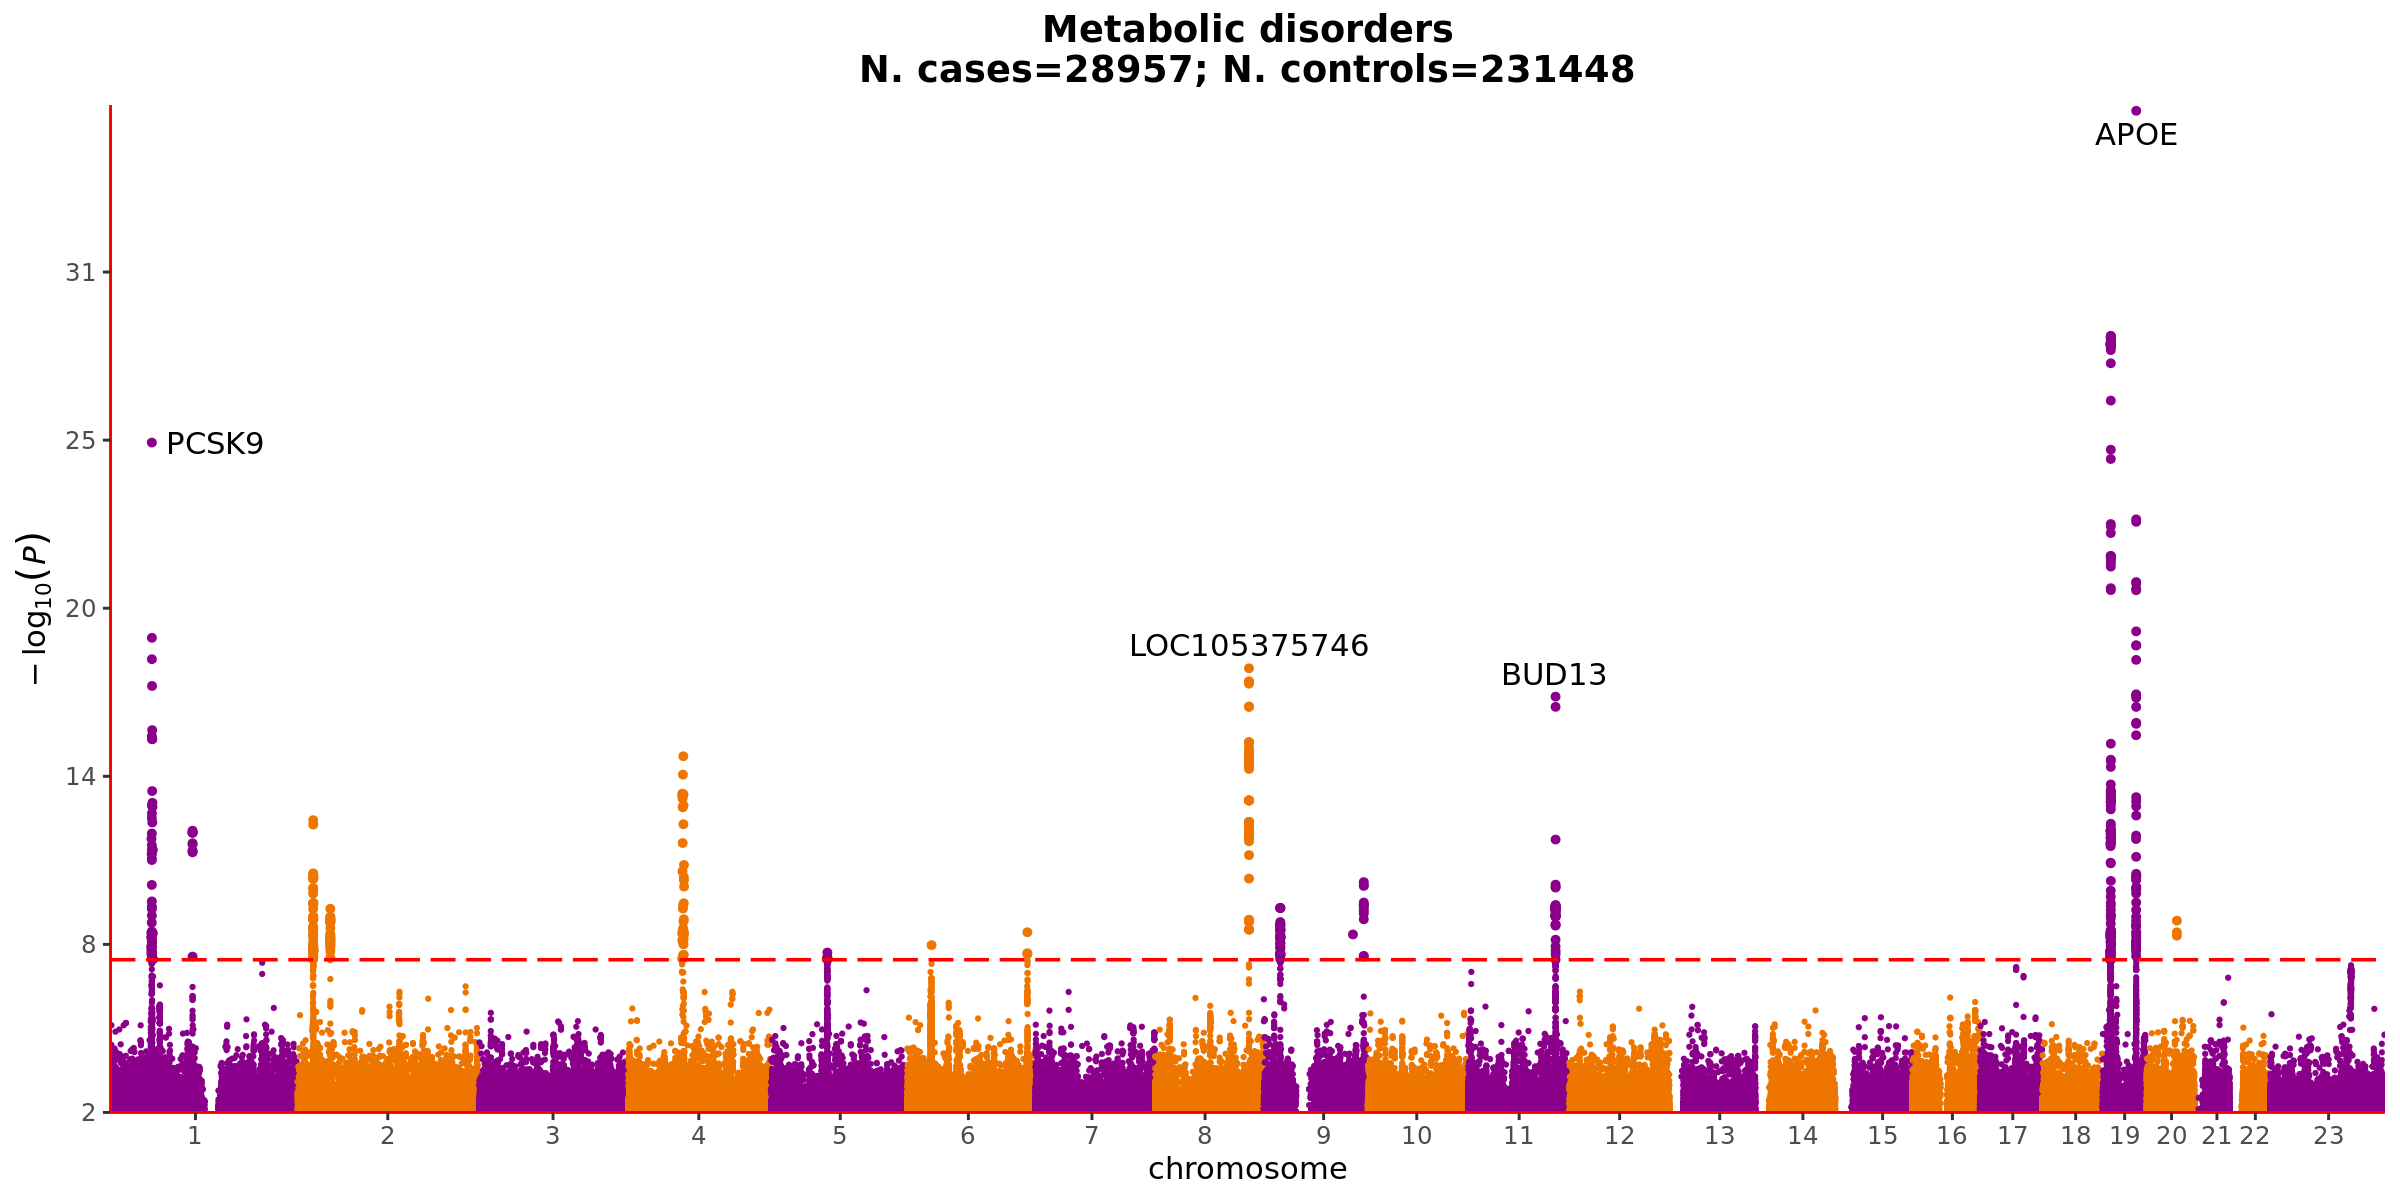 Metabolic disorders
N. cases=28957; N. controls=231448
APOE
31
25
PCSK9
20
LOC105375746
BUD13
14
8
2
− log10(P)
1 2 3 4 5 6 7 8 9 10 11 12 13 14 15 16 17 18 19 20 21 22 23
chromosome